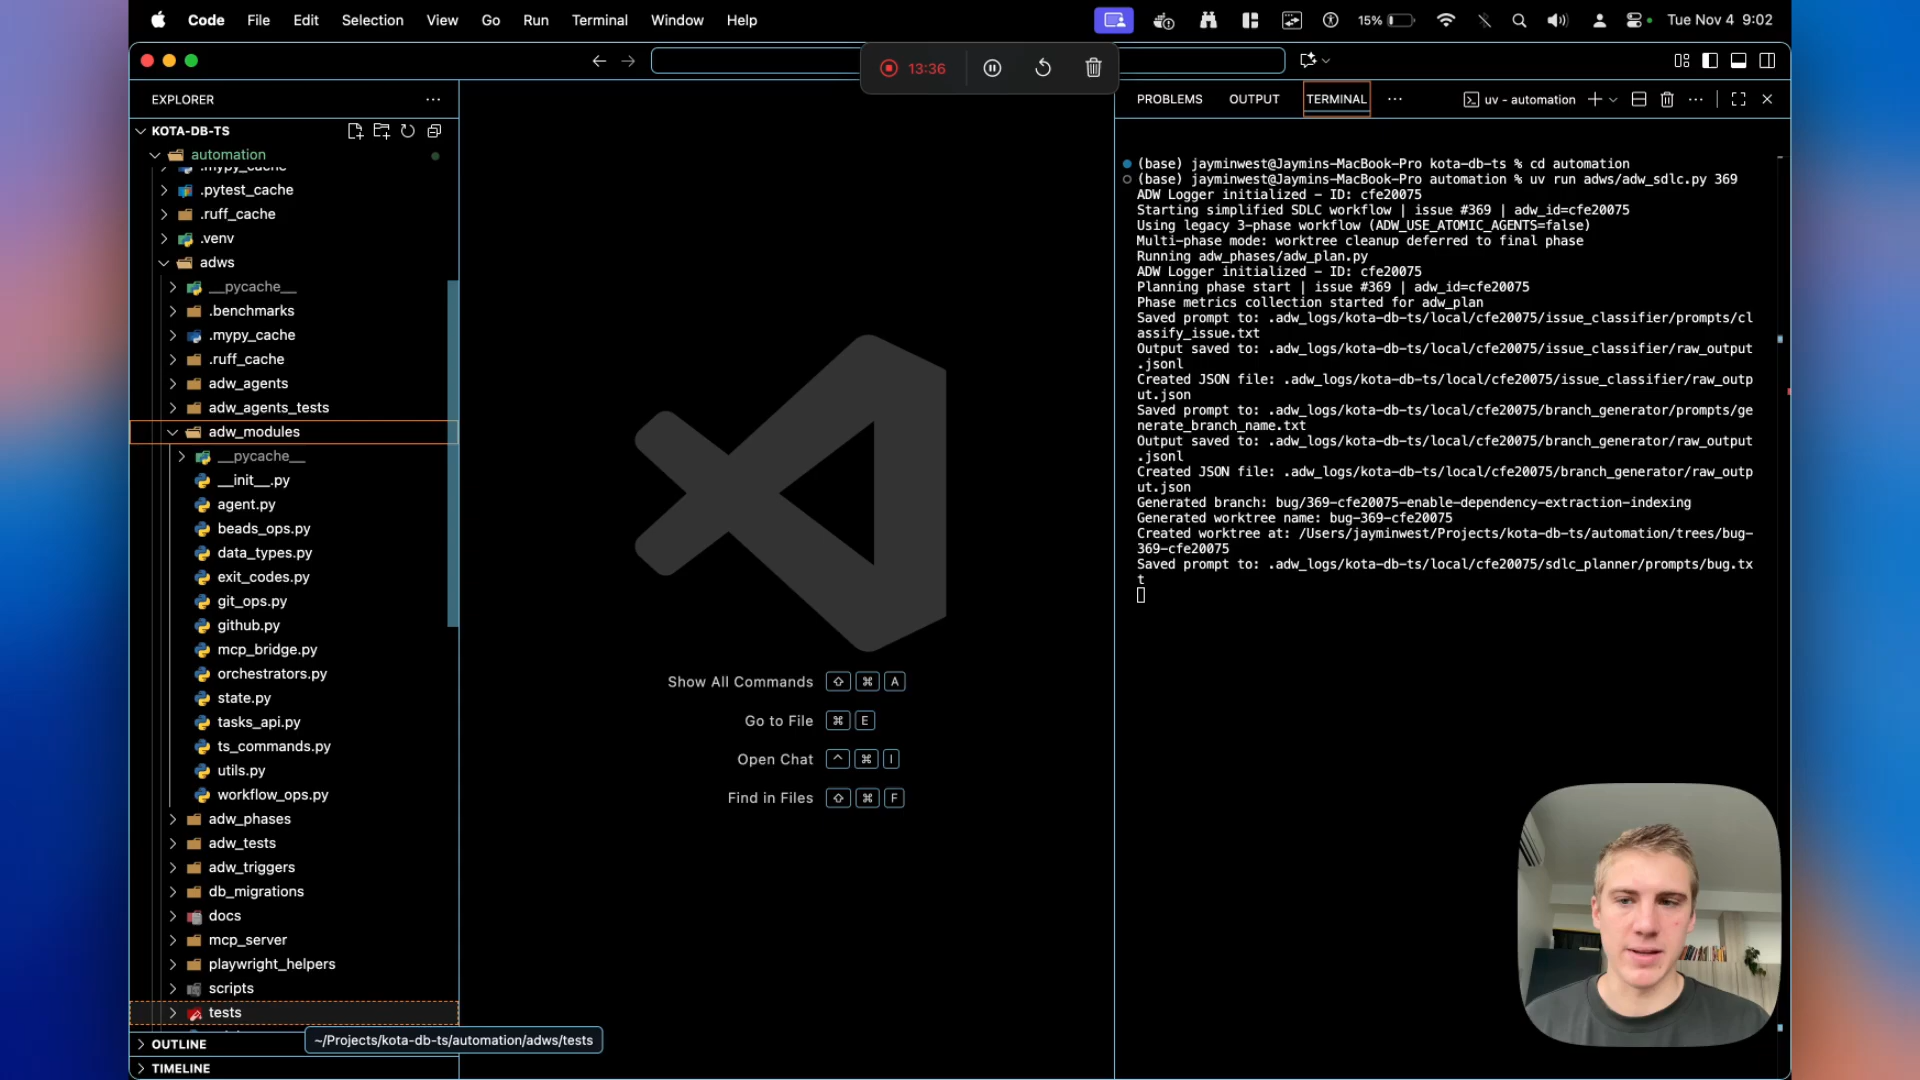 Code File Edit Selection View Go Run Terminal Window Help
15%
Tue Nov 4 9:02
13:36
EXPLORER
PROBLEMS OUTPUT TERMINAL
uv - automation
KOTA-DB-TS
automation
.mypy_cache
.pytest_cache
.ruff_cache
.venv
adws
__pycache__
.benchmarks
.mypy_cache
.ruff_cache
adw_agents
adw_agents_tests
adw_modules
__pycache__
__init__.py
agent.py
beads_ops.py
data_types.py
exit_codes.py
git_ops.py
github.py
mcp_bridge.py
orchestrators.py
state.py
tasks_api.py
ts_commands.py
utils.py
workflow_ops.py
adw_phases
adw_tests
adw_triggers
db_migrations
docs
mcp_server
playwright_helpers
scripts
tests
~/Projects/kota-db-ts/automation/adws/tests
OUTLINE
TIMELINE
Show All Commands ⇧ ⌘ A
Go to File ⌘ E
Open Chat ^ ⌘ I
Find in Files ⇧ ⌘ F
(base) jayminwest@Jaymins-MacBook-Pro kota-db-ts % cd automation
(base) jayminwest@Jaymins-MacBook-Pro automation % uv run adws/adw_sdlc.py 369
ADW Logger initialized - ID: cfe20075
Starting simplified SDLC workflow | issue #369 | adw_id=cfe20075
Using legacy 3-phase workflow (ADW_USE_ATOMIC_AGENTS=false)
Multi-phase mode: worktree cleanup deferred to final phase
Running adw_phases/adw_plan.py
ADW Logger initialized - ID: cfe20075
Planning phase start | issue #369 | adw_id=cfe20075
Phase metrics collection started for adw_plan
Saved prompt to: .adw_logs/kota-db-ts/local/cfe20075/issue_classifier/prompts/cl
assify_issue.txt
Output saved to: .adw_logs/kota-db-ts/local/cfe20075/issue_classifier/raw_output
.jsonl
Created JSON file: .adw_logs/kota-db-ts/local/cfe20075/issue_classifier/raw_outp
ut.json
Saved prompt to: .adw_logs/kota-db-ts/local/cfe20075/branch_generator/prompts/ge
nerate_branch_name.txt
Output saved to: .adw_logs/kota-db-ts/local/cfe20075/branch_generator/raw_output
.jsonl
Created JSON file: .adw_logs/kota-db-ts/local/cfe20075/branch_generator/raw_outp
ut.json
Generated branch: bug/369-cfe20075-enable-dependency-extraction-indexing
Generated worktree name: bug-369-cfe20075
Created worktree at: /Users/jayminwest/Projects/kota-db-ts/automation/trees/bug-
369-cfe20075
Saved prompt to: .adw_logs/kota-db-ts/local/cfe20075/sdlc_planner/prompts/bug.tx
t